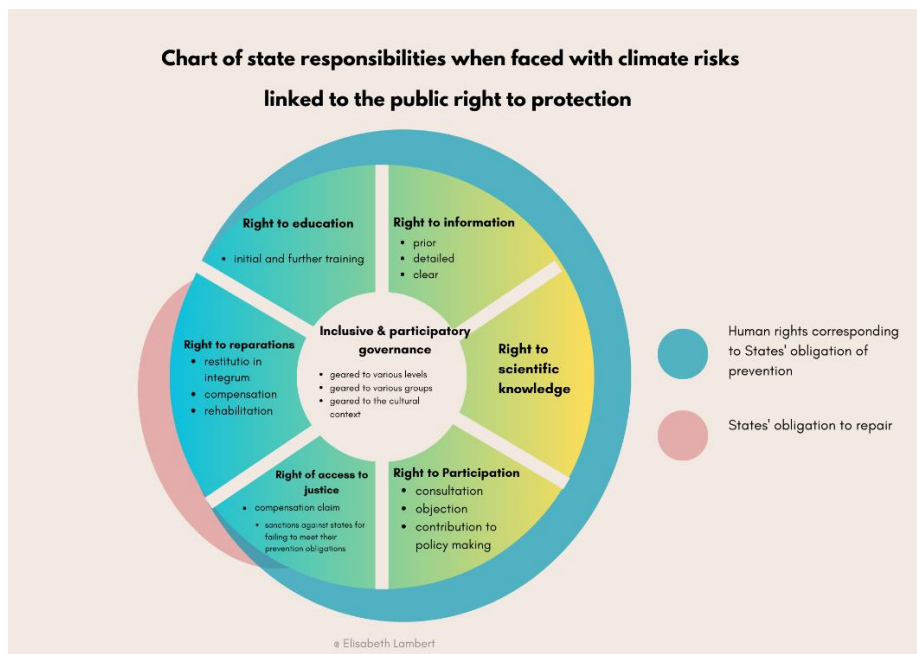 Chart of state responsibilities when faced with climate risks
linked to the public right to protection
Right to education
• initial and further training
Right to information
• prior
• detailed
• clear
Right to reparations
• restitutio in
integrum
• compensation
• rehabilitation
Inclusive & participatory
governance
• geared to various levels
• geared to various groups
• geared to the cultural
context
Right to
scientific
knowledge
Right of access to
justice
• compensation claim
• sanctions against states for
failing to meet their
prevention obligations
Right to Participation
• consultation
• objection
• contribution to
policy making
Human rights corresponding
to States' obligation of
prevention
States' obligation to repair
© Elisabeth Lambert